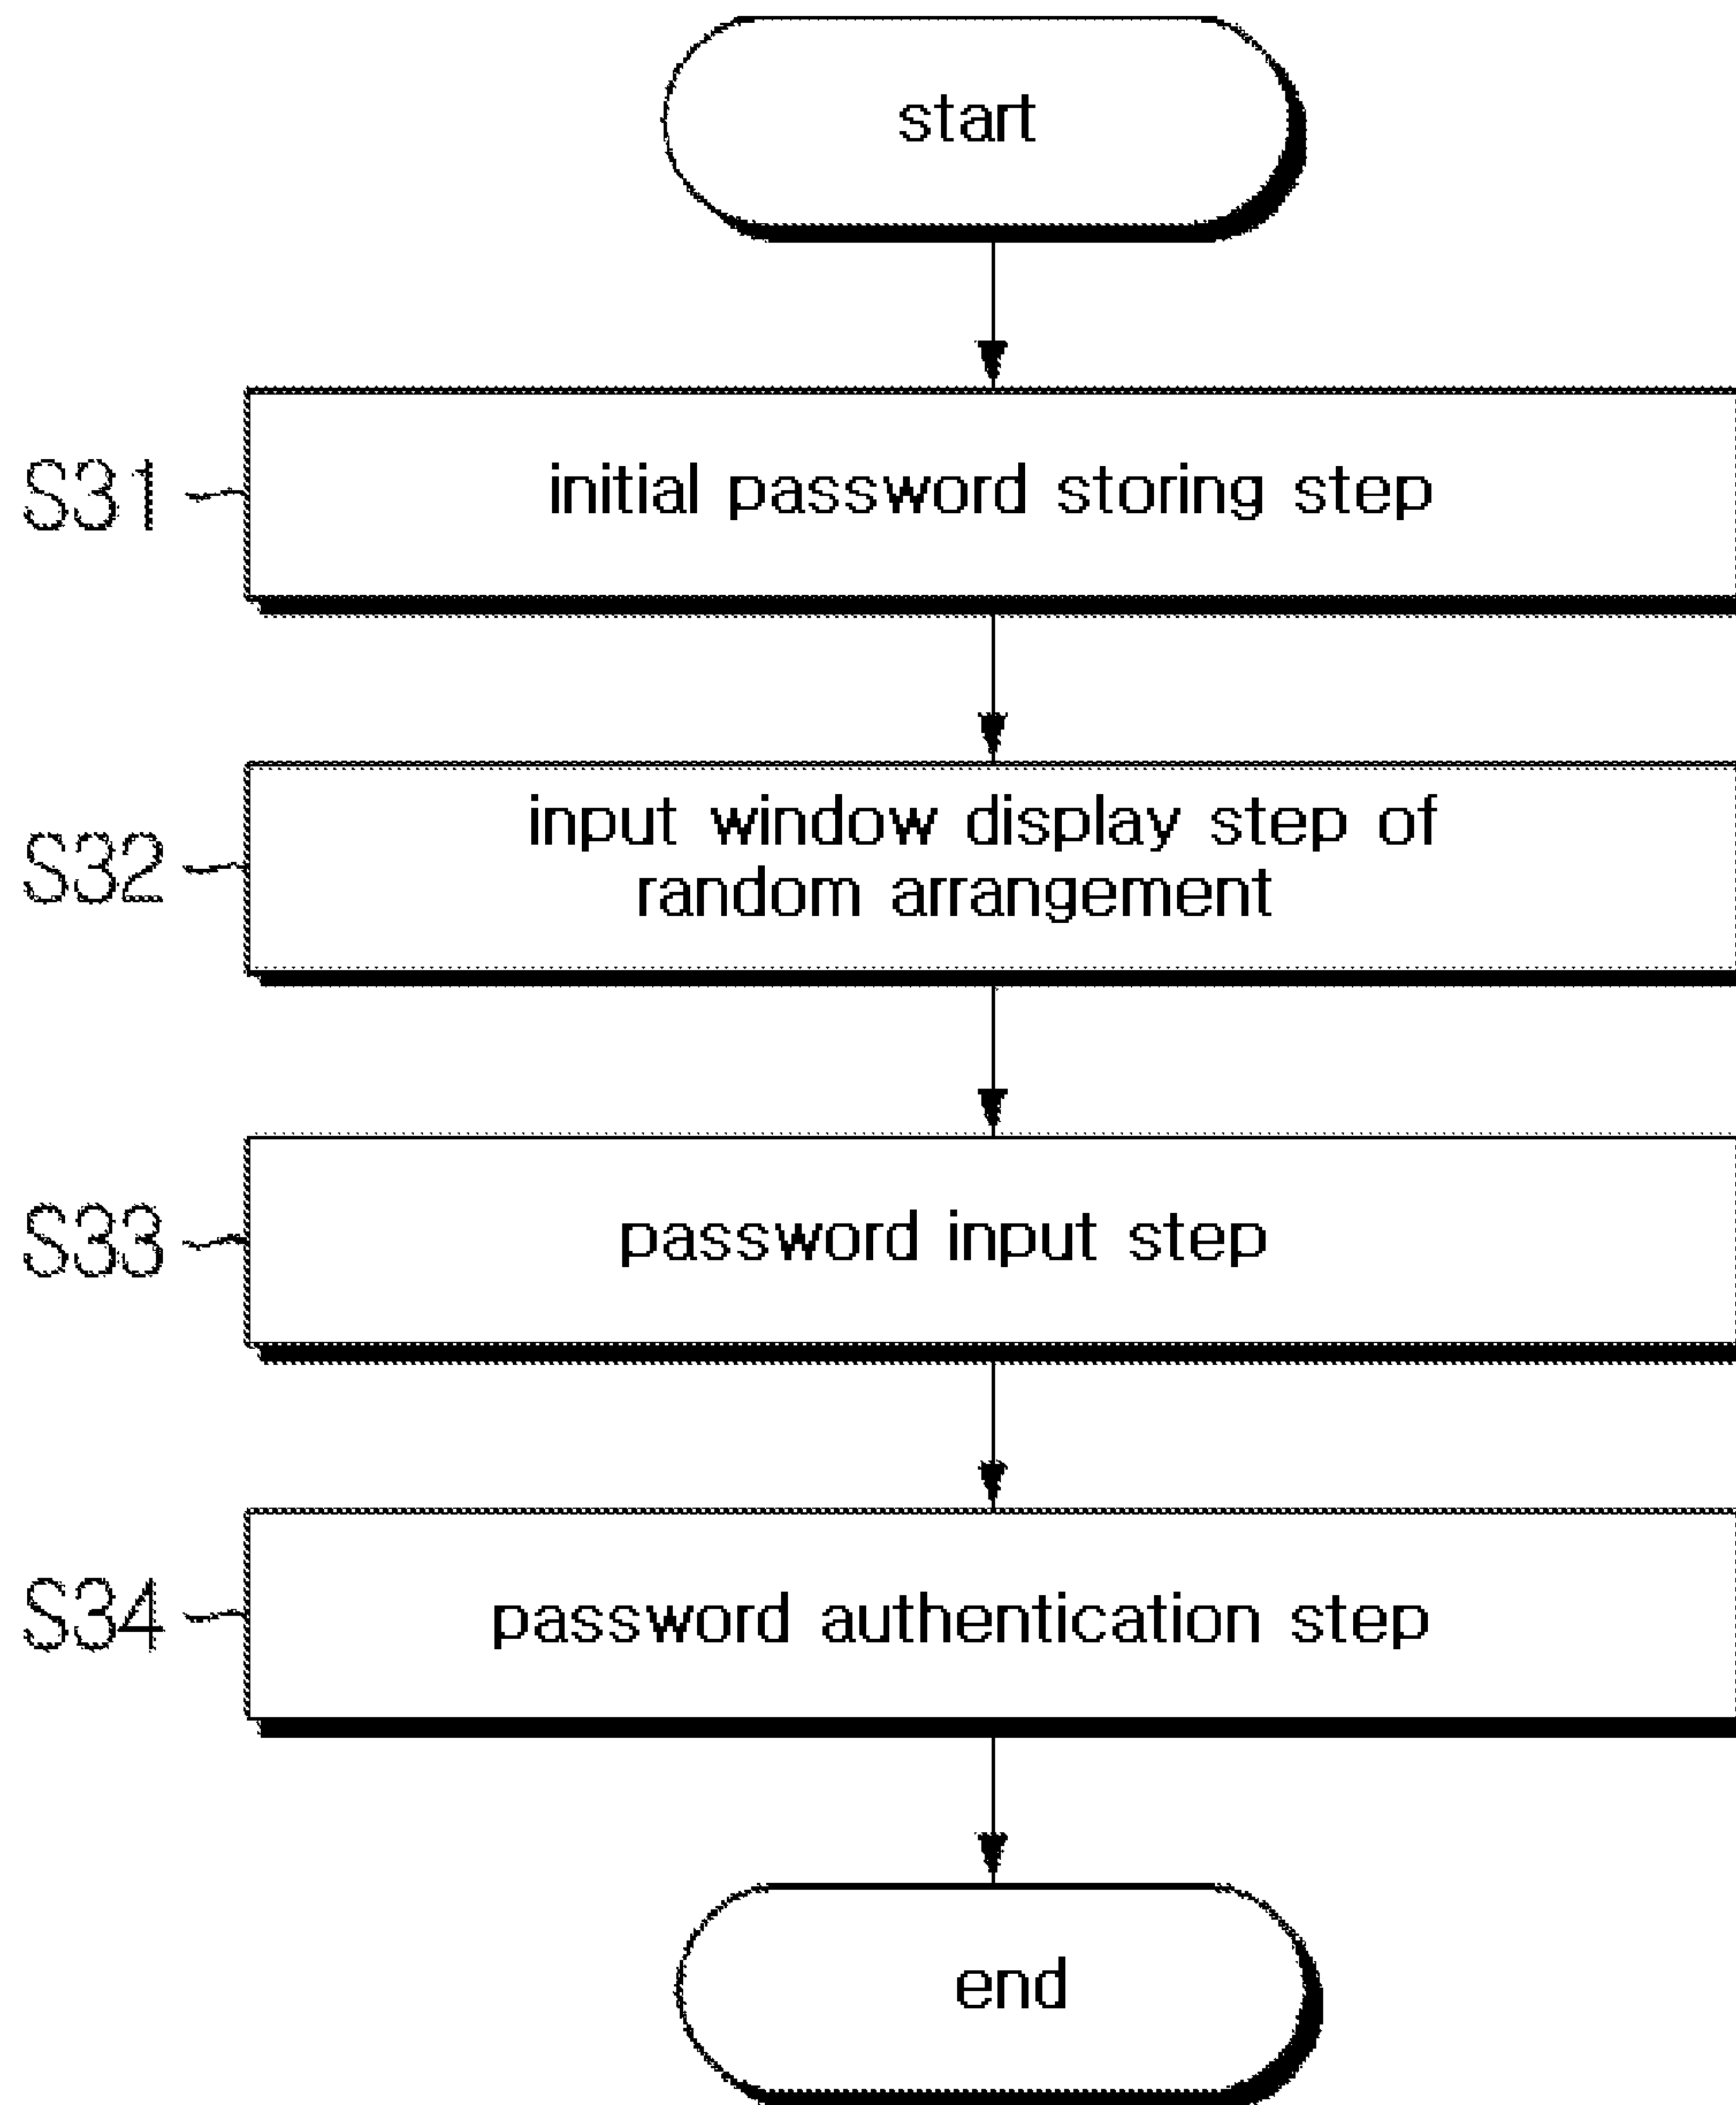 start
S31
initial password storing step
S32
input window display step of
random arrangement
S33
password input step
S34
password authentication step
end